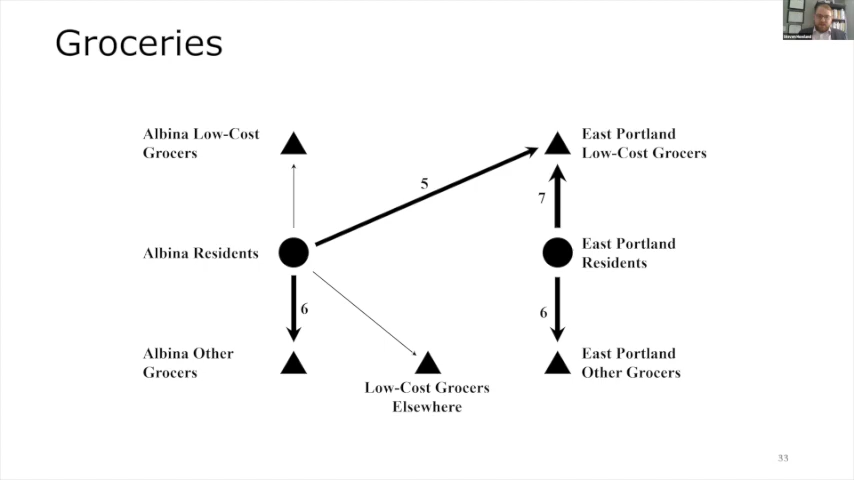 Groceries
Albina Low-Cost
Grocers
East Portland
Low-Cost Grocers
5
7
Albina Residents
East Portland
Residents
6
6
Albina Other
Grocers
East Portland
Other Grocers
Low-Cost Grocers
Elsewhere
33